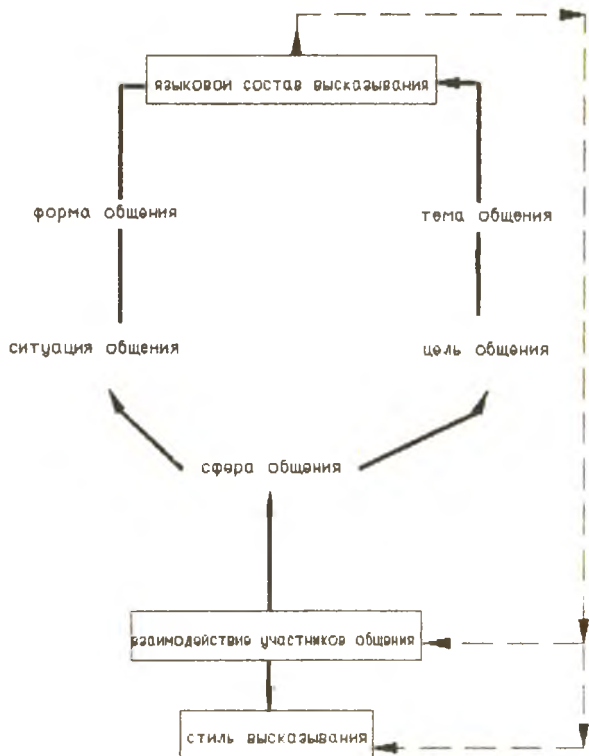 языковой состав высказывания
форма общения
тема общения
ситуация общения
цель общения
сфера общения
взаимодействие участников общения
стиль высказывания